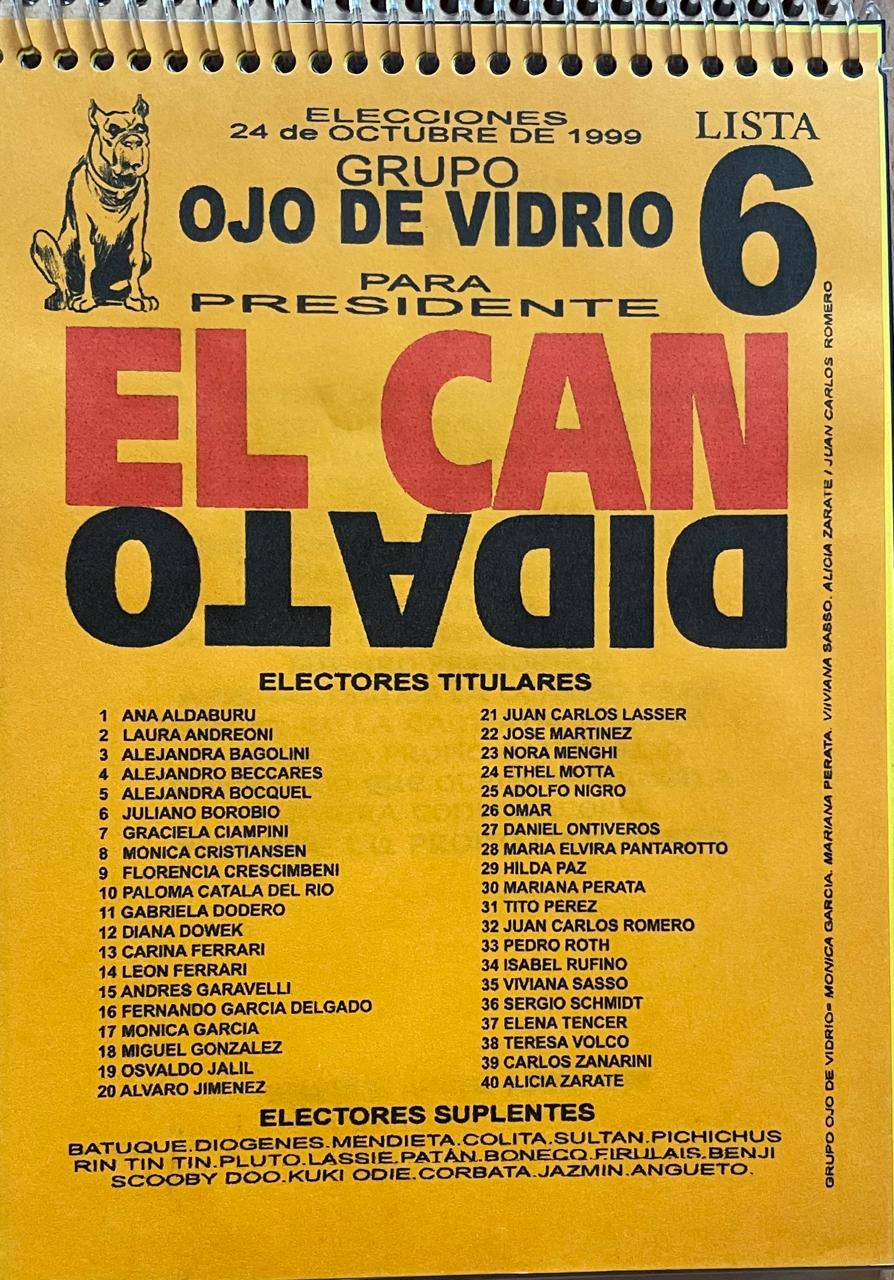 ELECCIONES
24 de OCTUBRE DE 1999
LISTA
6
GRUPO
OJO DE VIDRIO
PARA
PRESIDENTE
EL CAN
DIDATO
ELECTORES TITULARES
1 ANA ALDABURU
2 LAURA ANDREONI
3 ALEJANDRA BAGOLINI
4 ALEJANDRO BECCARES
5 ALEJANDRA BOCQUEL
6 JULIANO BOROBIO
7 GRACIELA CIAMPINI
8 MONICA CRISTIANSEN
9 FLORENCIA CRESCIMBENI
10 PALOMA CATALA DEL RIO
11 GABRIELA DODERO
12 DIANA DOWEK
13 CARINA FERRARI
14 LEON FERRARI
15 ANDRES GARAVELLI
16 FERNANDO GARCIA DELGADO
17 MONICA GARCIA
18 MIGUEL GONZALEZ
19 OSVALDO JALIL
20 ALVARO JIMENEZ
21 JUAN CARLOS LASSER
22 JOSE MARTINEZ
23 NORA MENGHI
24 ETHEL MOTTA
25 ADOLFO NIGRO
26 OMAR
27 DANIEL ONTIVEROS
28 MARIA ELVIRA PANTAROTTO
29 HILDA PAZ
30 MARIANA PERATA
31 TITO PEREZ
32 JUAN CARLOS ROMERO
33 PEDRO ROTH
34 ISABEL RUFINO
35 VIVIANA SASSO
36 SERGIO SCHMIDT
37 ELENA TENCER
38 TERESA VOLCO
39 CARLOS ZANARINI
40 ALICIA ZARATE
ELECTORES SUPLENTES
BATUQUE.DIOGENES.MENDIETA.COLITA.SULTAN.PICHICHUS
RIN TIN TIN.PLUTO.LASSIE.PATÁN.BONECO.FIRULAIS.BENJI
SCOOBY DOO.KUKI ODIE.CORBATA.JAZMIN.ANGUETO.
GRUPO OJO DE VIDRIO= MONICA GARCIA. MARIANA PERATA. VIIVIANA SASSO. ALICIA ZARATE / JUAN CARLOS ROMERO